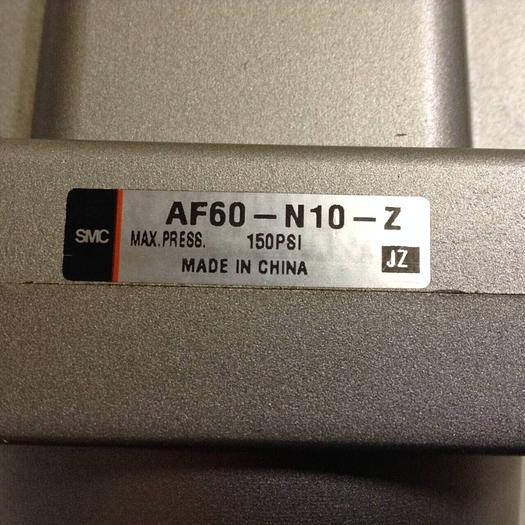 SMC
AF60-N10-Z
MAX.PRESS. 150PSI
MADE IN CHINA
JZ